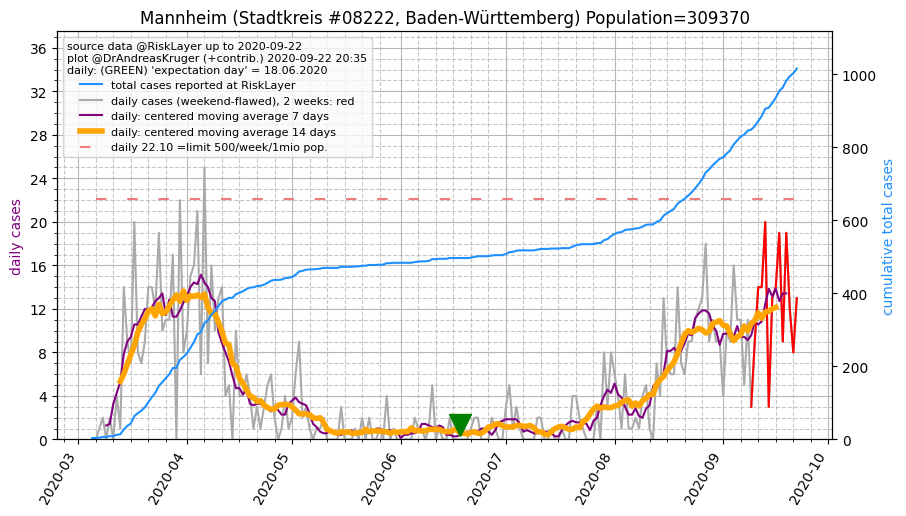 Mannheim (Stadtkreis #08222, Baden-Württemberg) Population=309370
source data @RiskLayer up to 2020-09-22
plot @DrAndreasKruger (+contrib.) 2020-09-22 20:35
daily: (GREEN) 'expectation day' = 18.06.2020
total cases reported at RiskLayer
daily cases (weekend-flawed), 2 weeks: red
daily: centered moving average 7 days
daily: centered moving average 14 days
daily 22.10 =limit 500/week/1mio pop.
daily cases
36
32
28
24
20
16
12
8
4
0
cumulative total cases
1000
800
600
400
200
0
2020-03
2020-04
2020-05
2020-06
2020-07
2020-08
2020-09
2020-10